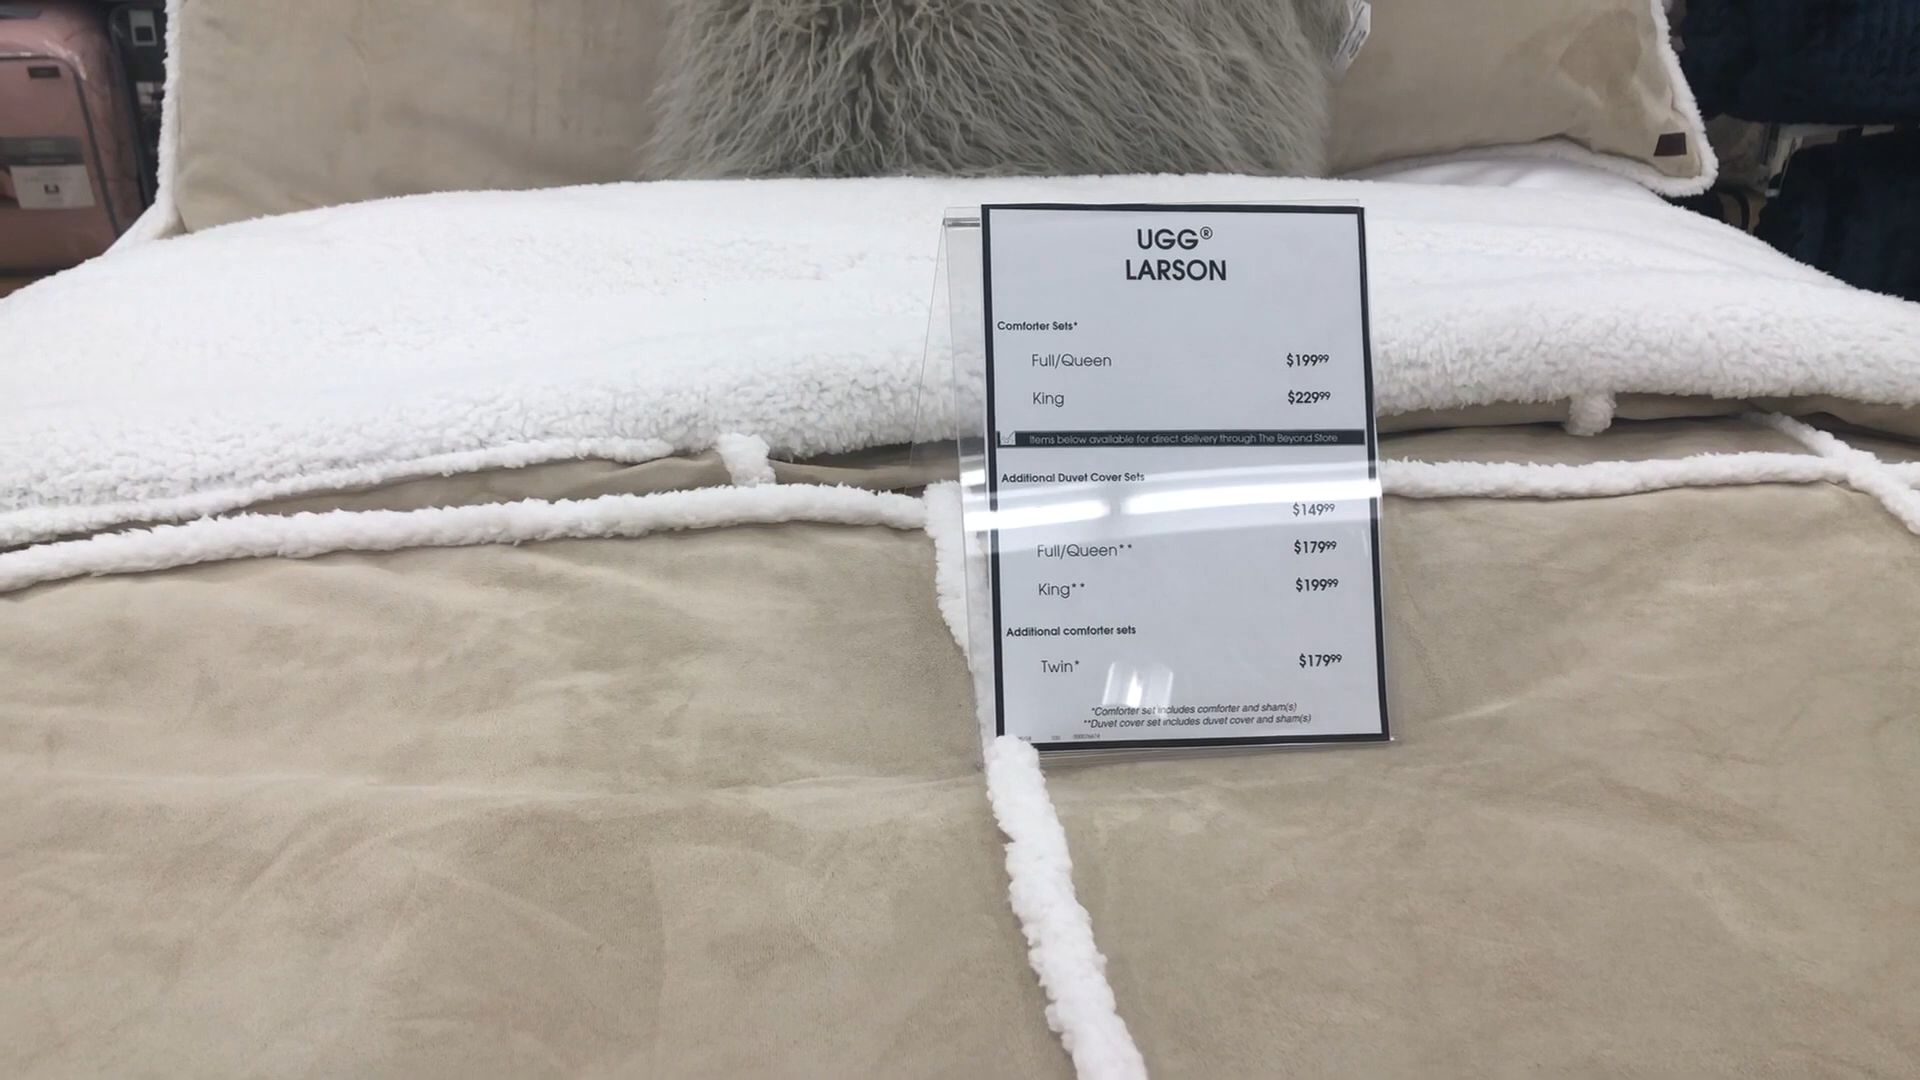 UGG®
LARSON
Comforter Sets*
Full/Queen $199.99
King $229.99
Items below available for direct delivery through The Beyond Store
Additional Duvet Cover Sets
$149.99
Full/Queen** $179.99
King** $199.99
Additional comforter sets
Twin* $179.99
*Comforter set includes comforter and sham(s)
**Duvet cover set includes duvet cover and sham(s)